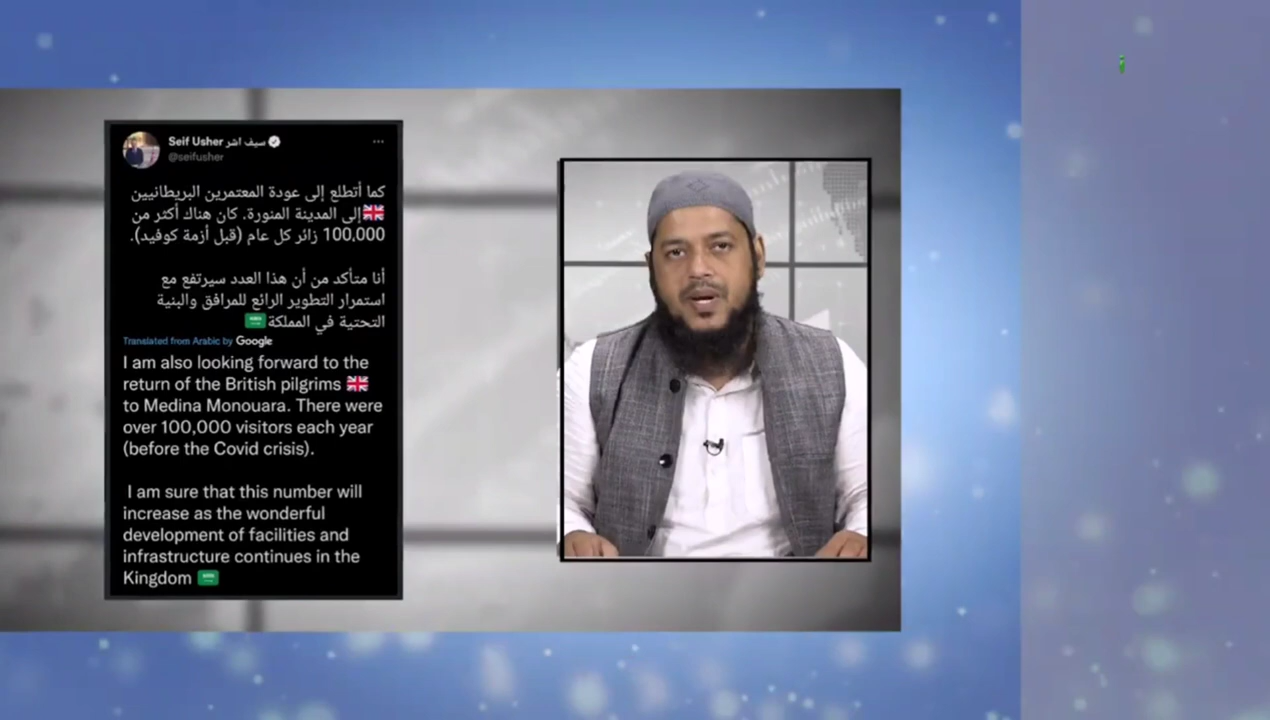 Seif Usher سيف اشر
@seifusher
كما أتطلع إلى عودة المعتمرين البريطانيين
🇬🇧إلى المدينة المنورة. كان هناك أكثر من
100,000 زائر كل عام (قبل أزمة كوفيد).
أنا متأكد من أن هذا العدد سيرتفع مع
استمرار التطوير الرائع للمرافق والبنية
التحتية في المملكة🇸🇦
Translated from Arabic by Google
I am also looking forward to the
return of the British pilgrims 🇬🇧
to Medina Monouara. There were
over 100,000 visitors each year
(before the Covid crisis).
I am sure that this number will
increase as the wonderful
development of facilities and
infrastructure continues in the
Kingdom 🇸🇦